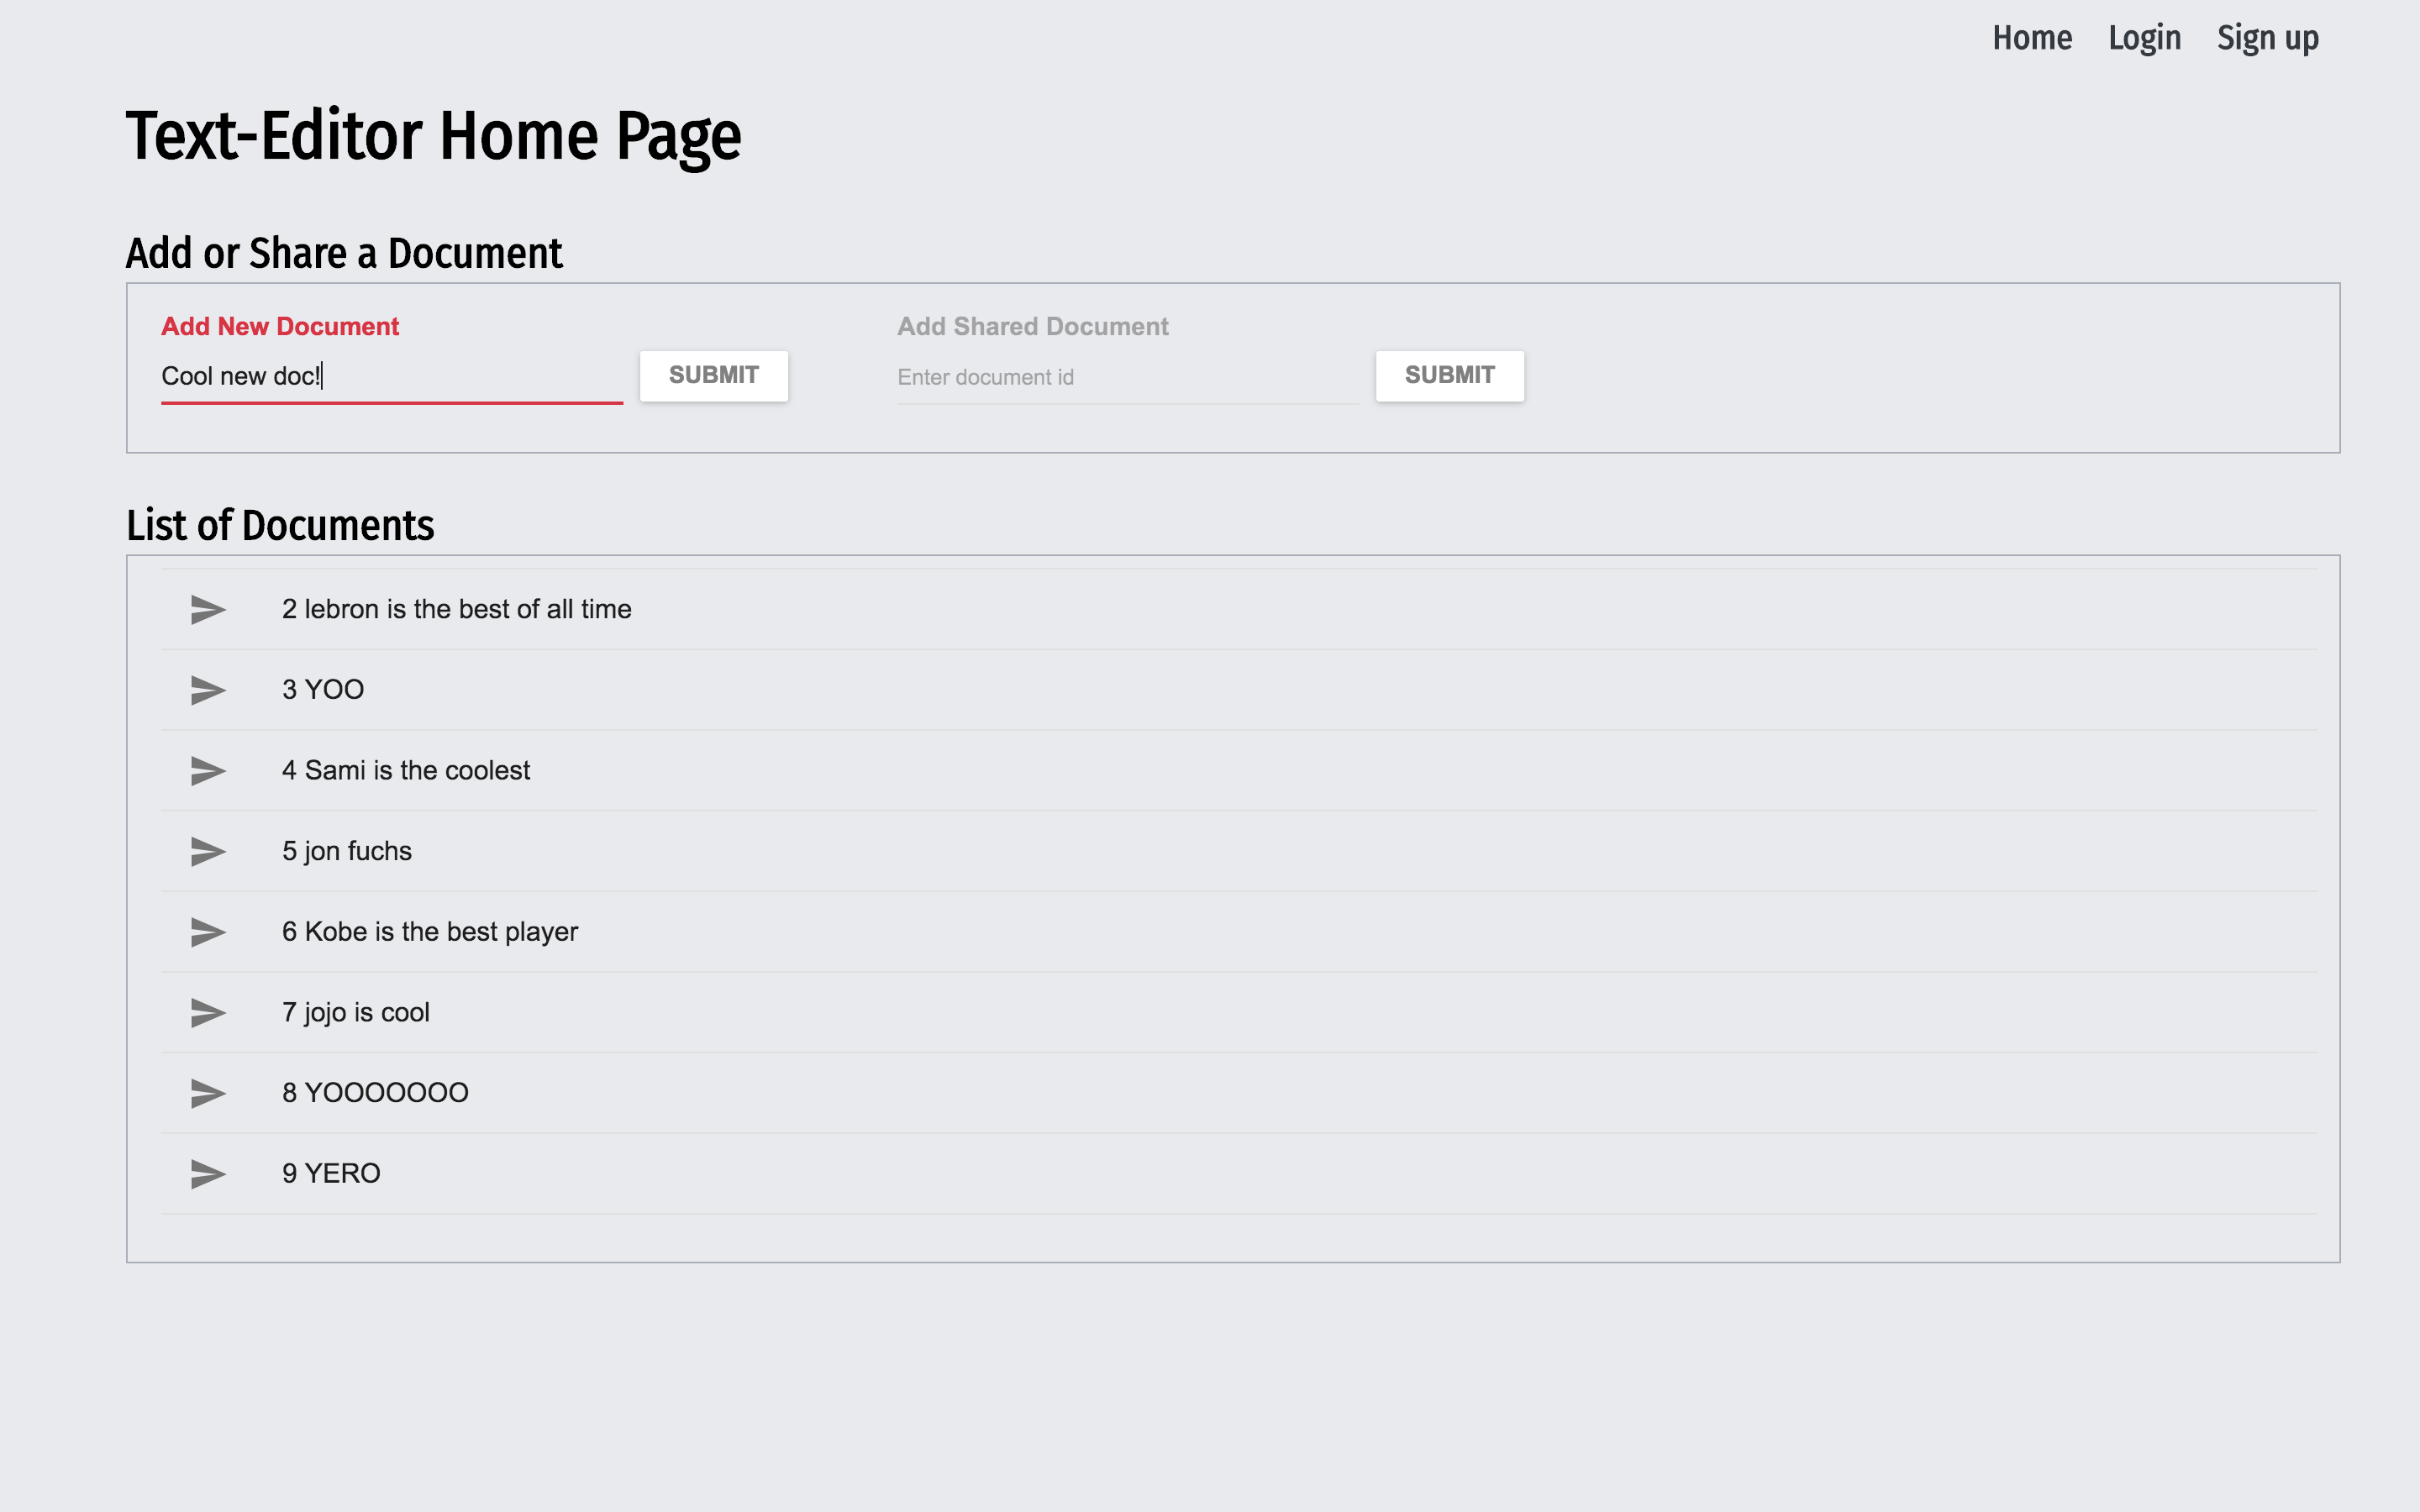 Home Login Sign up
Text-Editor Home Page
Add or Share a Document
Add New Document
Cool new doc!
SUBMIT
Add Shared Document
Enter document id
SUBMIT
List of Documents
2 lebron is the best of all time
3 YOO
4 Sami is the coolest
5 jon fuchs
6 Kobe is the best player
7 jojo is cool
8 YOOOOOOO
9 YERO